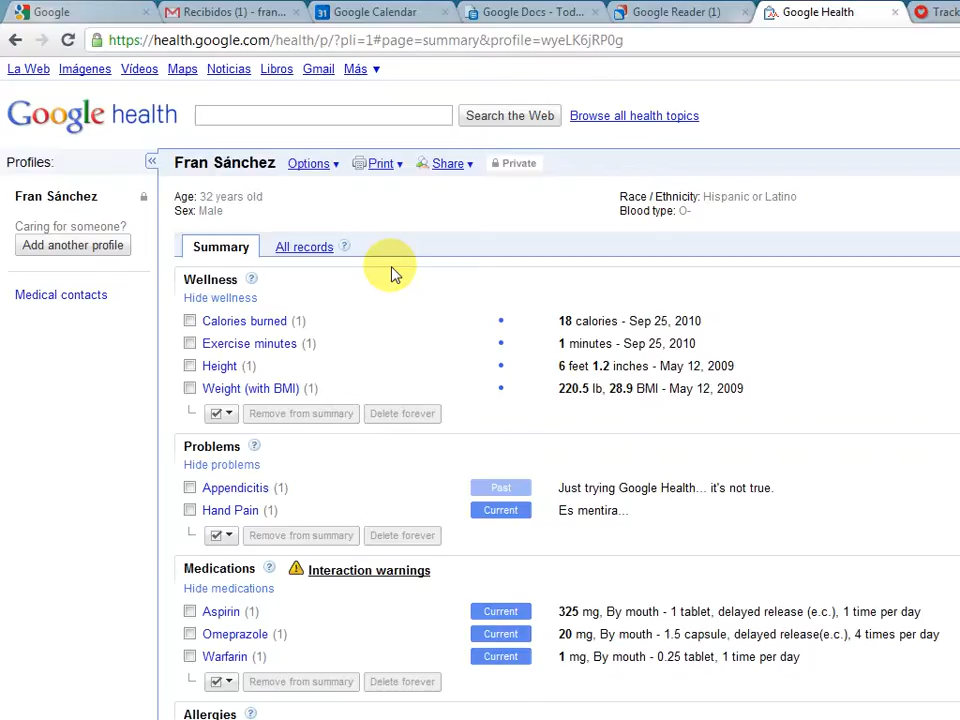 Google Recibidos (1) - fran... Google Calendar Google Docs - Tod... Google Reader (1) Google Health Track
https://health.google.com/health/p/?pli=1#page=summary&profile=wyeLK6jRP0g
La Web Imágenes Vídeos Maps Noticias Libros Gmail Más ▼
Google health Search the Web Browse all health topics
Profiles: « Fran Sánchez Options ▾ Print ▾ Share ▾ Private
Fran Sánchez
Age: 32 years old Race / Ethnicity: Hispanic or Latino
Sex: Male Blood type: O-
Caring for someone?
Add another profile
Summary All records ?
Medical contacts
Wellness ?
Hide wellness
Calories burned (1) 18 calories - Sep 25, 2010
Exercise minutes (1) 1 minutes - Sep 25, 2010
Height (1) 6 feet 1.2 inches - May 12, 2009
Weight (with BMI) (1) 220.5 lb, 28.9 BMI - May 12, 2009
Remove from summary Delete forever
Problems ?
Hide problems
Appendicitis (1) Past Just trying Google Health... it's not true.
Hand Pain (1) Current Es mentira...
Remove from summary Delete forever
Medications ? Interaction warnings
Hide medications
Aspirin (1) Current 325 mg, By mouth - 1 tablet, delayed release (e.c.), 1 time per day
Omeprazole (1) Current 20 mg, By mouth - 1.5 capsule, delayed release(e.c.), 4 times per day
Warfarin (1) Current 1 mg, By mouth - 0.25 tablet, 1 time per day
Remove from summary Delete forever
Allergies ?